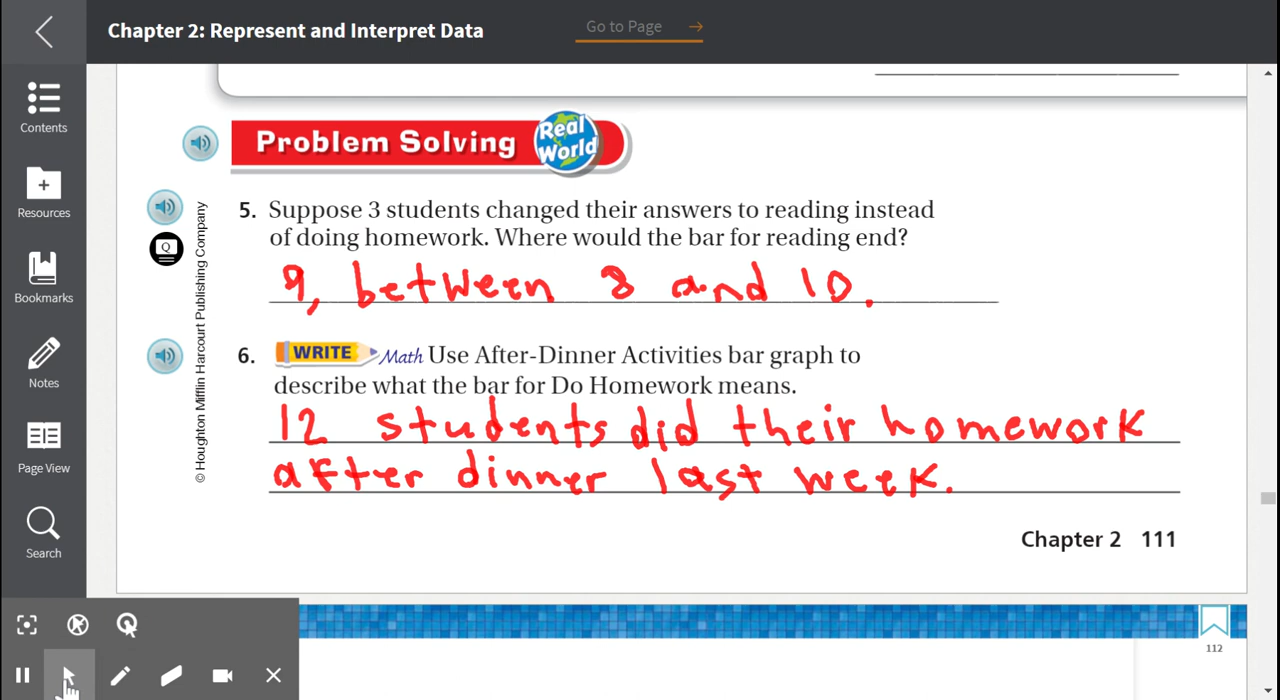 Chapter 2: Represent and Interpret Data
Go to Page →
Contents
Resources
Bookmarks
Notes
Page View
Search
Problem Solving
Real World
© Houghton Mifflin Harcourt Publishing Company
Q
5. Suppose 3 students changed their answers to reading instead
of doing homework. Where would the bar for reading end?
9, between 8 and 10.
6. WRITE Math Use After-Dinner Activities bar graph to
describe what the bar for Do Homework means.
12 students did their homework
after dinner last week.
Chapter 2 111
112